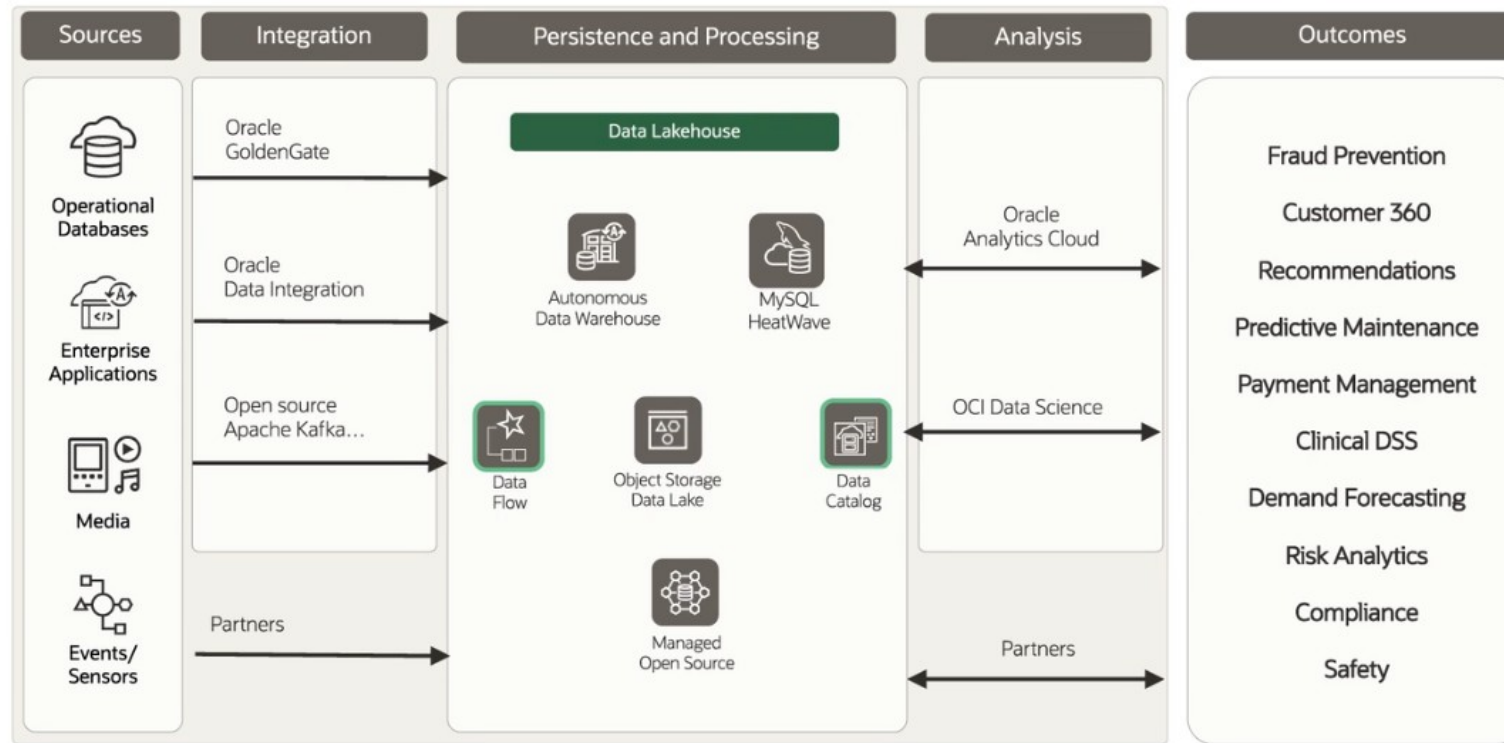 Sources
Integration
Persistence and Processing
Analysis
Outcomes
Operational
Databases
Enterprise
Applications
Media
Events/
Sensors
Oracle
GoldenGate
Oracle
Data Integration
Open source
Apache Kafka...
Partners
Data Lakehouse
Autonomous
Data Warehouse
MySQL
HeatWave
Data
Flow
Object Storage
Data Lake
Data
Catalog
Managed
Open Source
Oracle
Analytics Cloud
OCI Data Science
Partners
Fraud Prevention
Customer 360
Recommendations
Predictive Maintenance
Payment Management
Clinical DSS
Demand Forecasting
Risk Analytics
Compliance
Safety